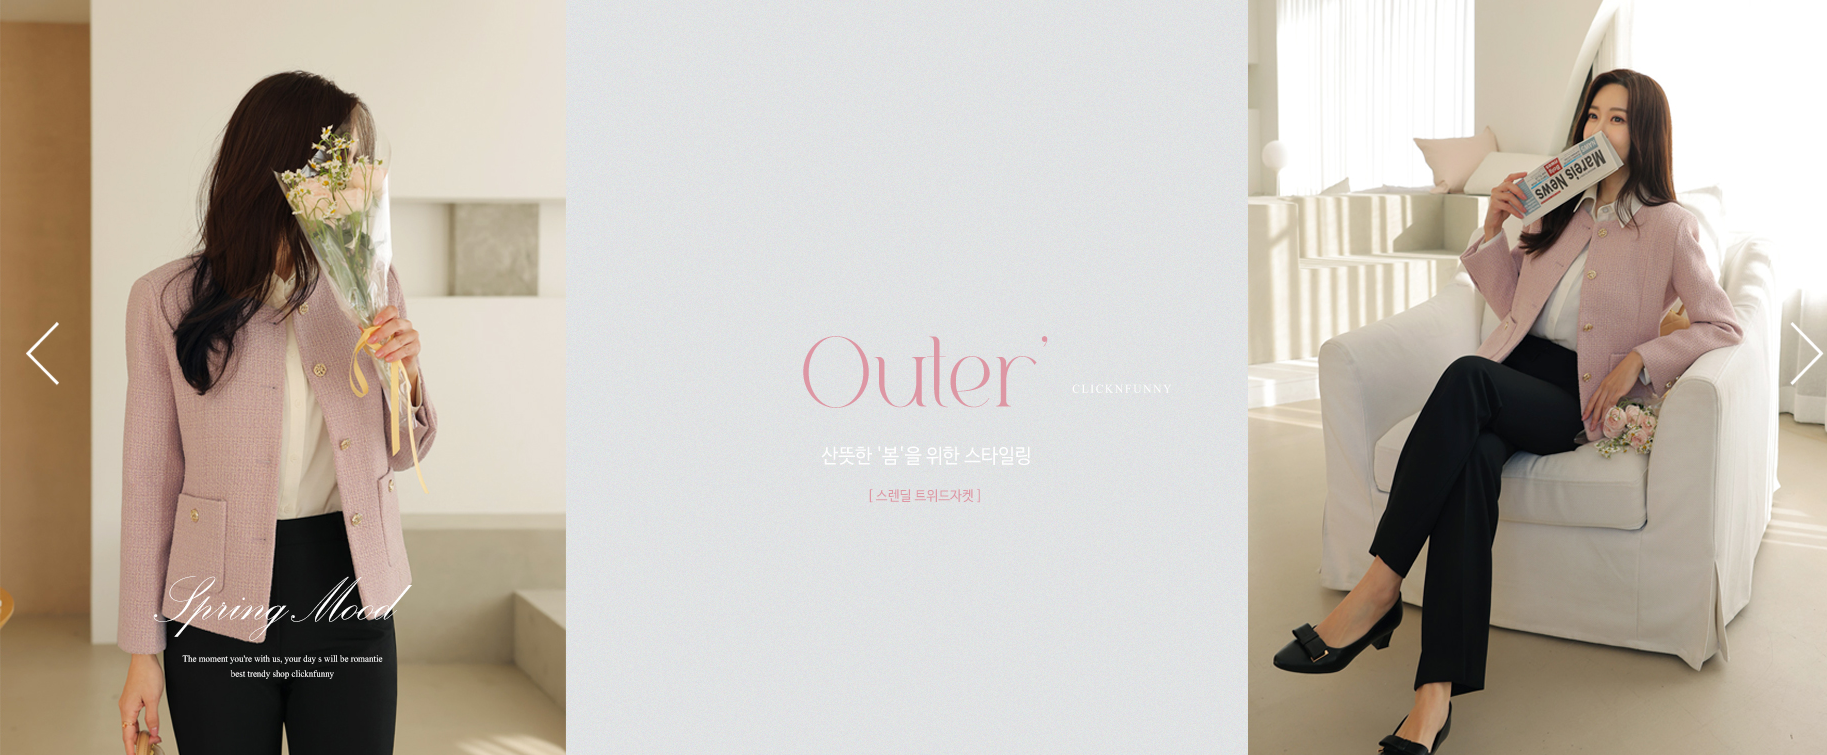 Spring Mood
The moment you're with us, your day s will be romantie
best trendy shop clicknfunny
Outer'
CLICKNFUNNY
산뜻한 '봄'을 위한 스타일링
[ 스렌딜 트위드자켓 ]
Mareis News